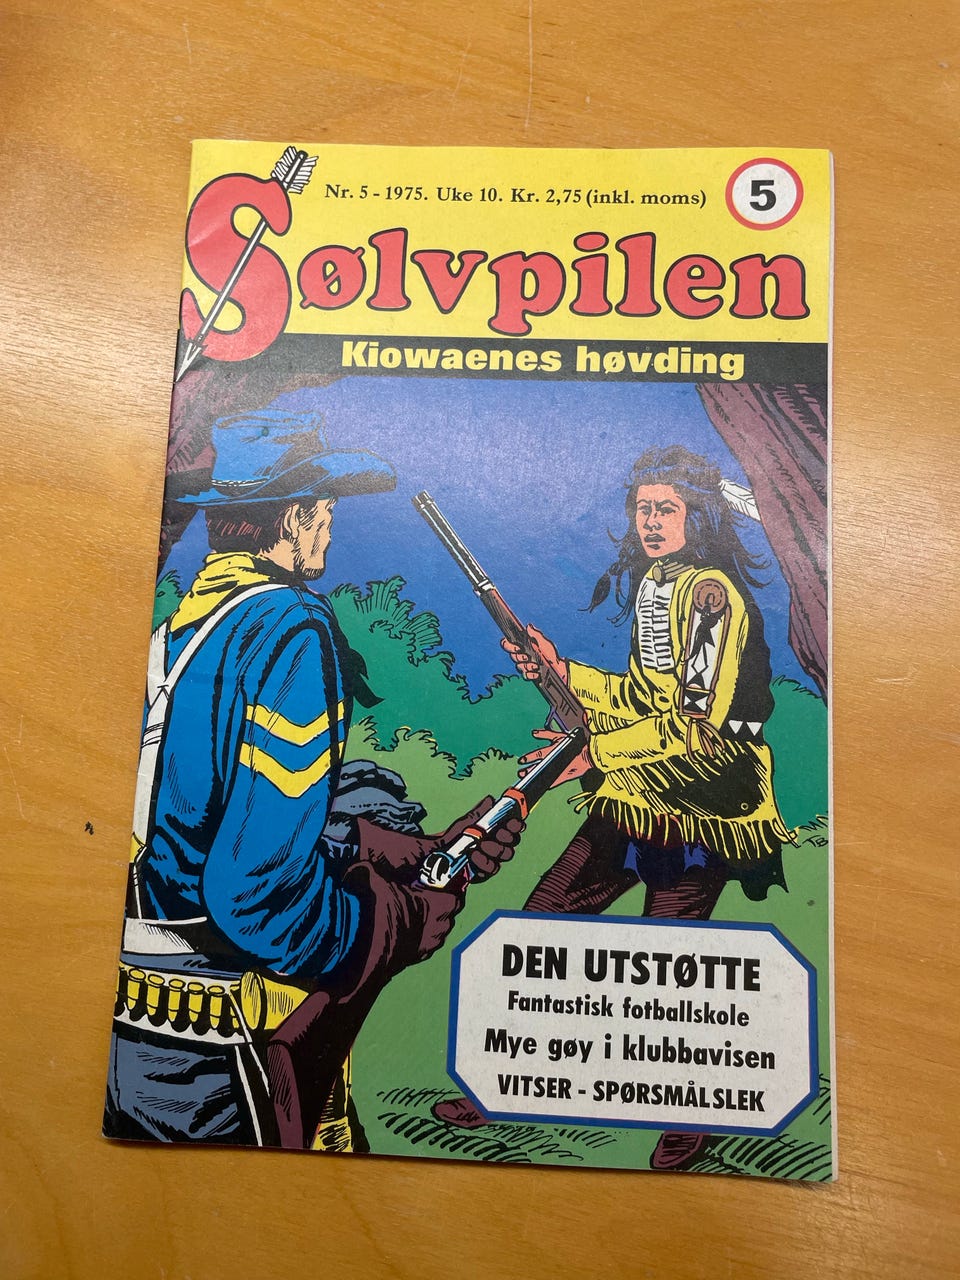 Nr. 5 - 1975. Uke 10. Kr. 2,75 (inkl. moms)
5
Sølvpilen
Kiowaenes høvding
DEN UTSTØTTE
Fantastisk fotballskole
Mye gøy i klubbavisen
VITSER - SPØRSMÅLSLEK